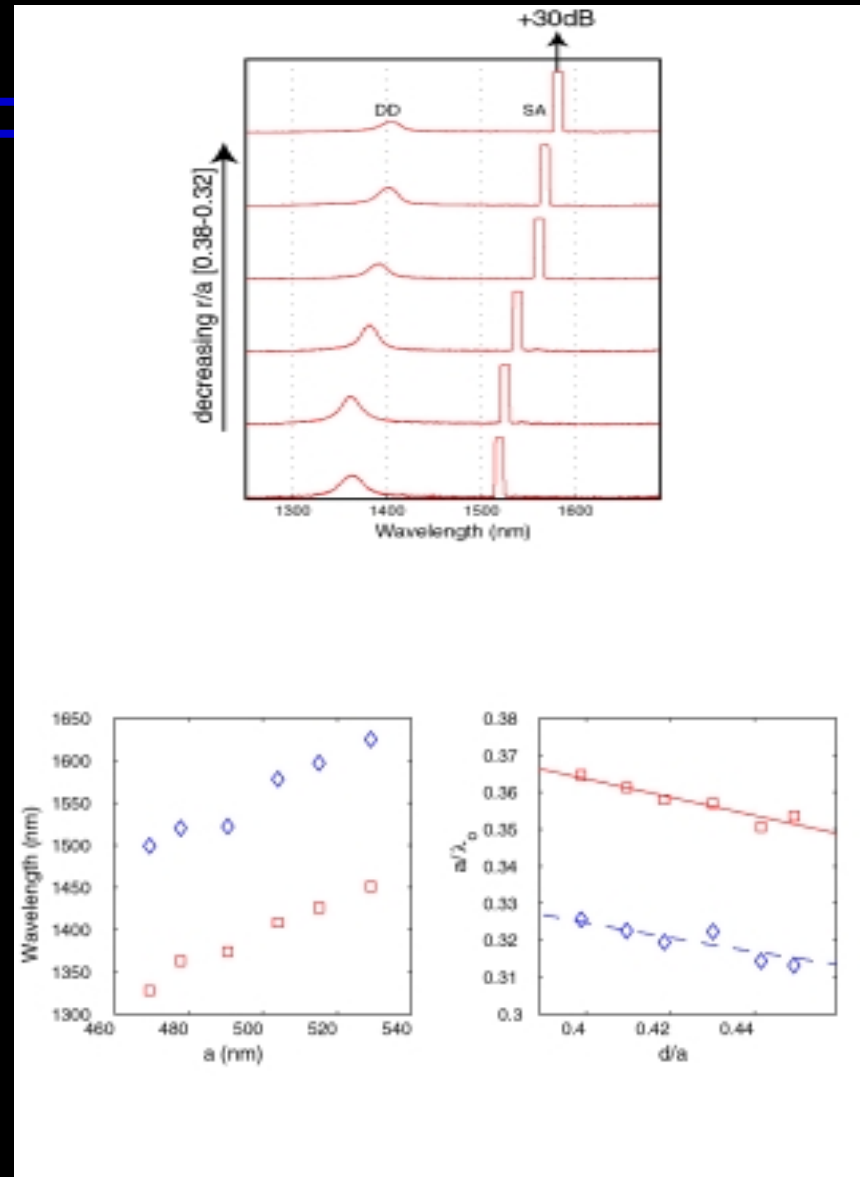 +30dB
DD SA
decreasing r/a [0.38-0.32]
1300 1400 1500 1600
Wavelength (nm)
1650
1600
1550
1500
1450
1400
1350
1300
Wavelength (nm)
460 480 500 520 540
a (nm)
0.38
0.37
0.36
0.35
0.34
0.33
0.32
0.31
0.3
a/λₒ
0.4 0.42 0.44
d/a